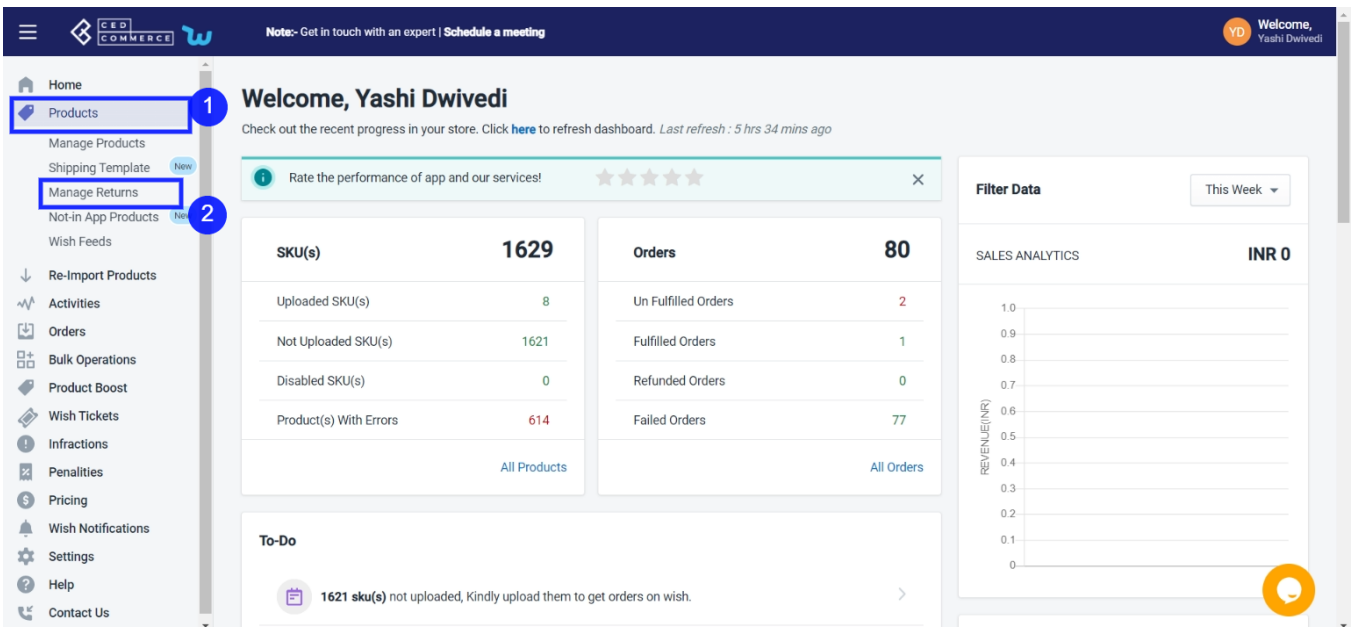 CED COMMERCE
Note:- Get in touch with an expert | Schedule a meeting
YD
Welcome,
Yashi Dwivedi
Home
Products
1
Manage Products
Shipping Template New
Manage Returns
2
Not-in App Products
Wish Feeds
Re-Import Products
Activities
Orders
Bulk Operations
Product Boost
Wish Tickets
Infractions
Penalities
Pricing
Wish Notifications
Settings
Help
Contact Us
Welcome, Yashi Dwivedi
Check out the recent progress in your store. Click here to refresh dashboard. Last refresh : 5 hrs 34 mins ago
Rate the performance of app and our services!
SKU(s) 1629
Uploaded SKU(s) 8
Not Uploaded SKU(s) 1621
Disabled SKU(s) 0
Product(s) With Errors 614
All Products
Orders 80
Un Fulfilled Orders 2
Fulfilled Orders 1
Refunded Orders 0
Failed Orders 77
All Orders
To-Do
1621 sku(s) not uploaded, Kindly upload them to get orders on wish.
Filter Data This Week
SALES ANALYTICS INR 0
REVENUE(INR)
1.0
0.9
0.8
0.7
0.6
0.5
0.4
0.3
0.2
0.1
0